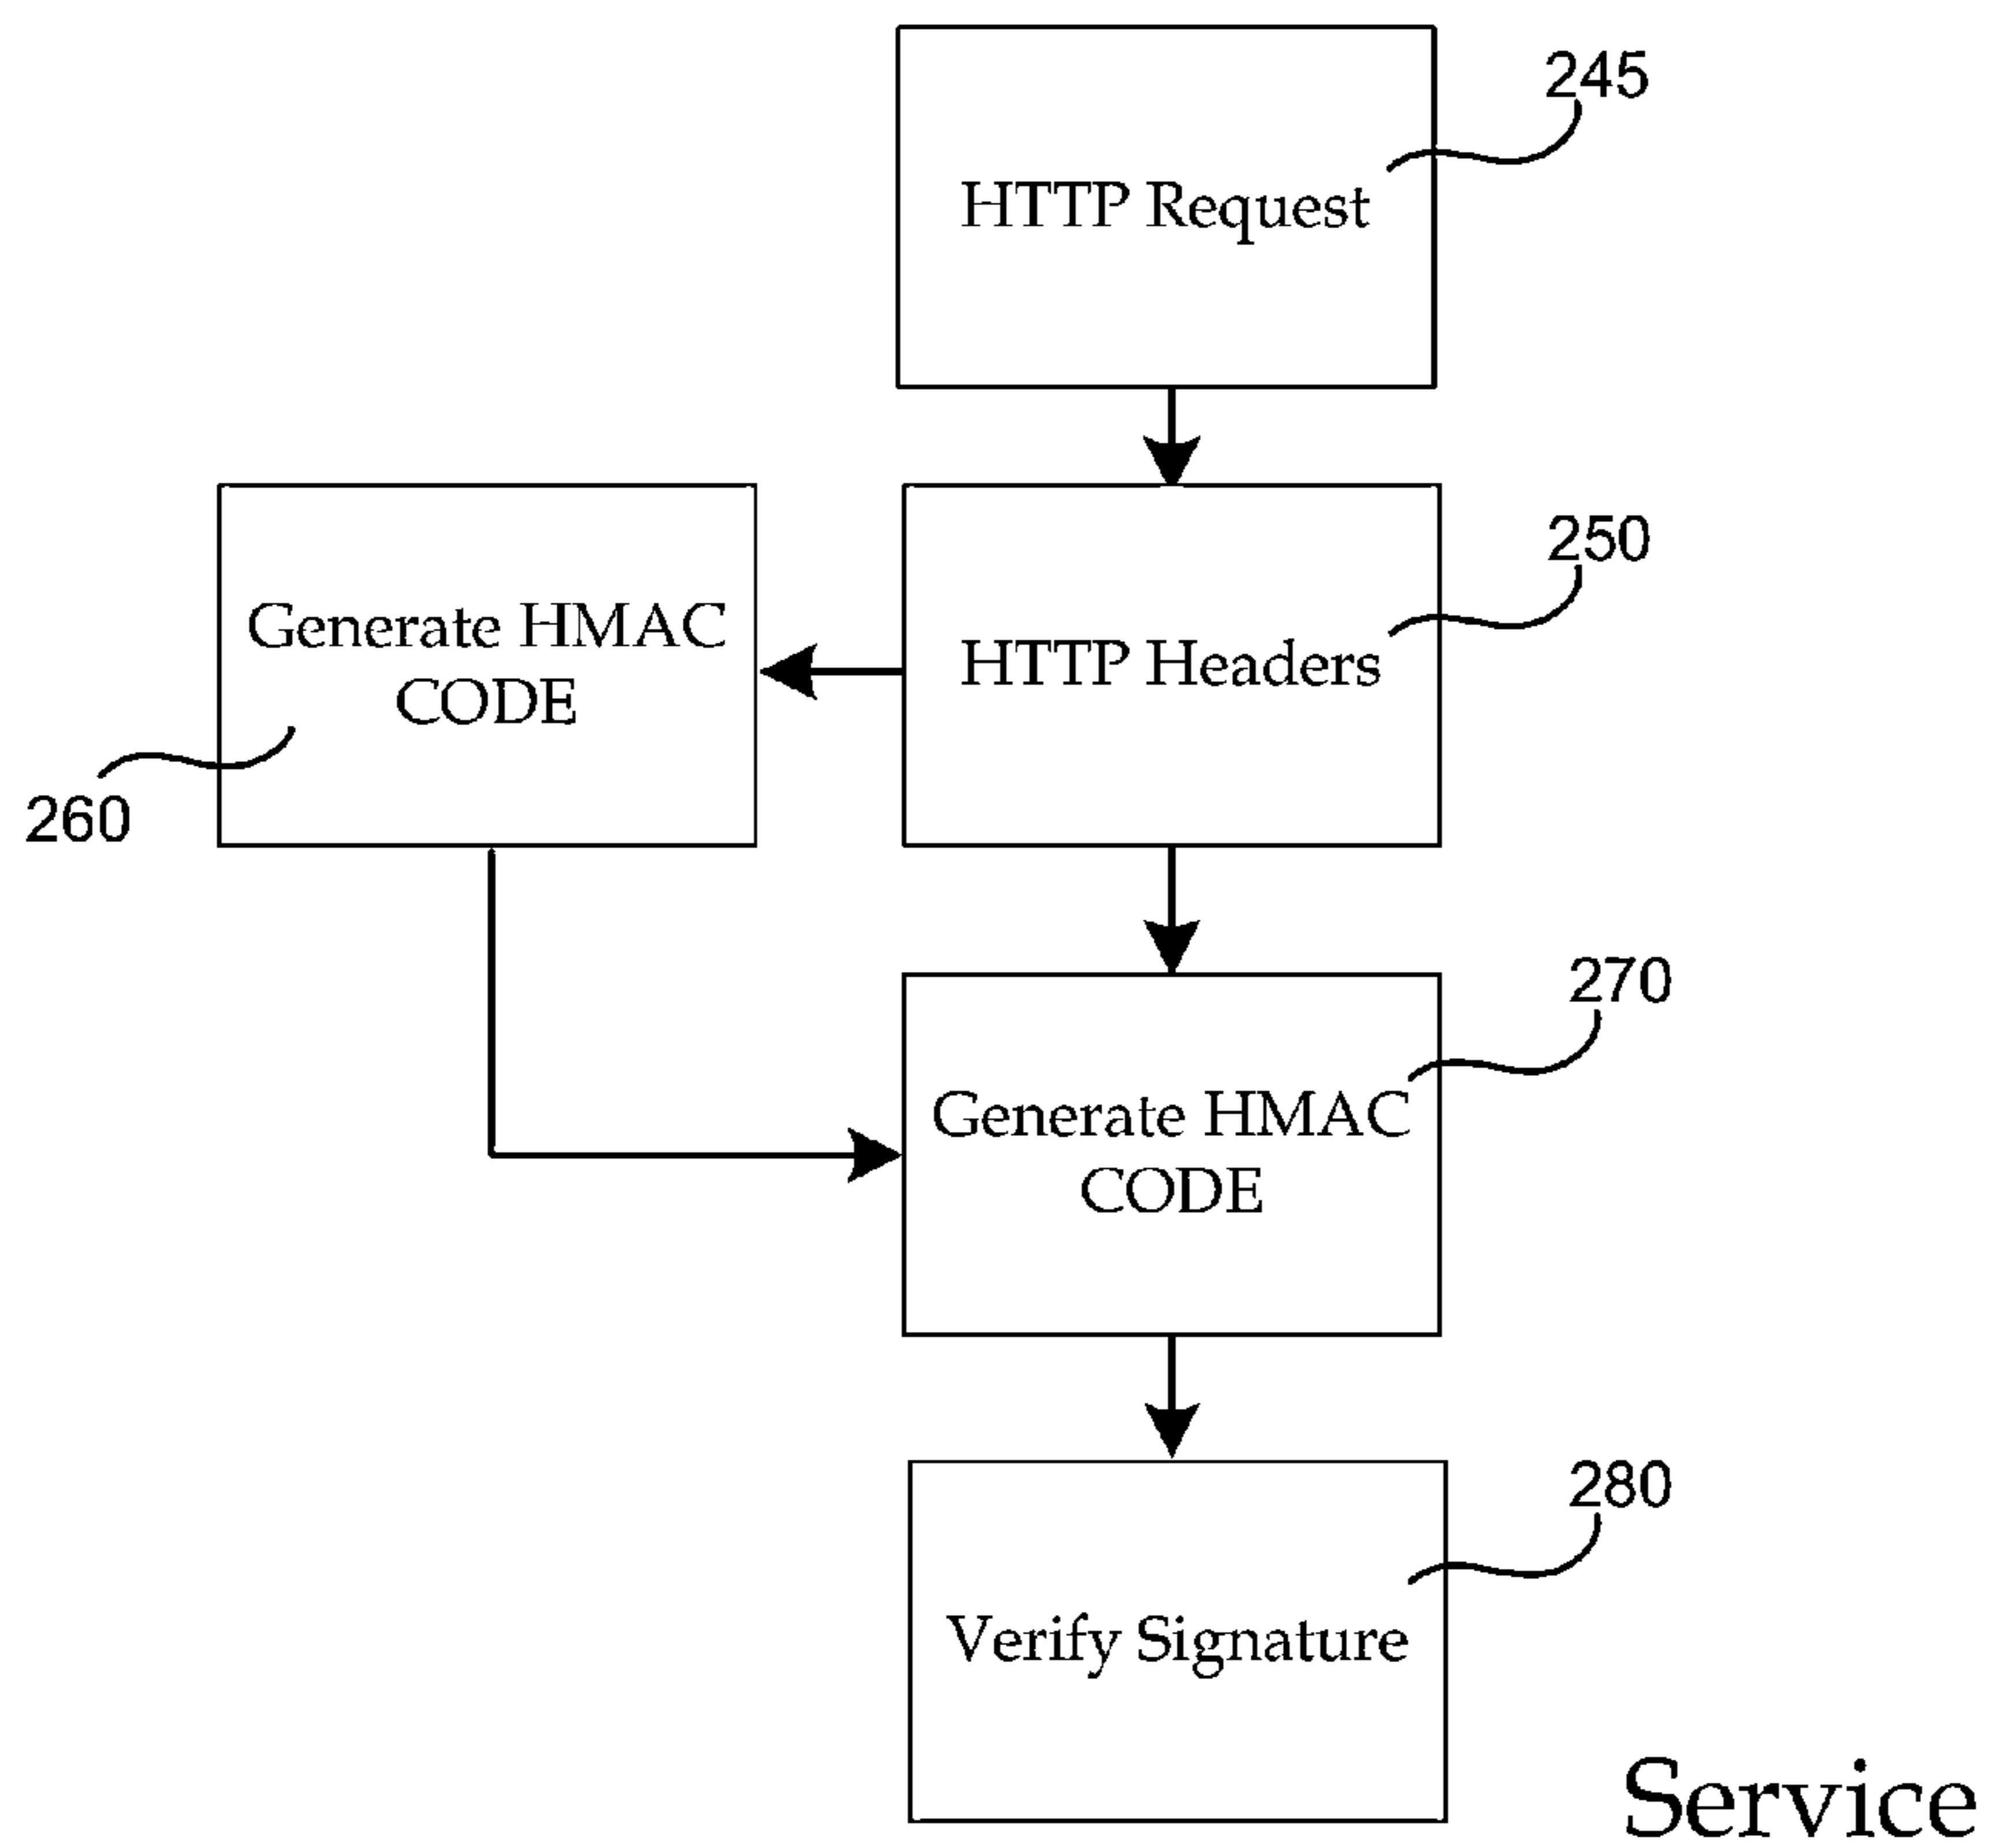 245
HTTP Request
250
Generate HMAC
CODE
HTTP Headers
260
270
Generate HMAC
CODE
280
Verify Signature
Service